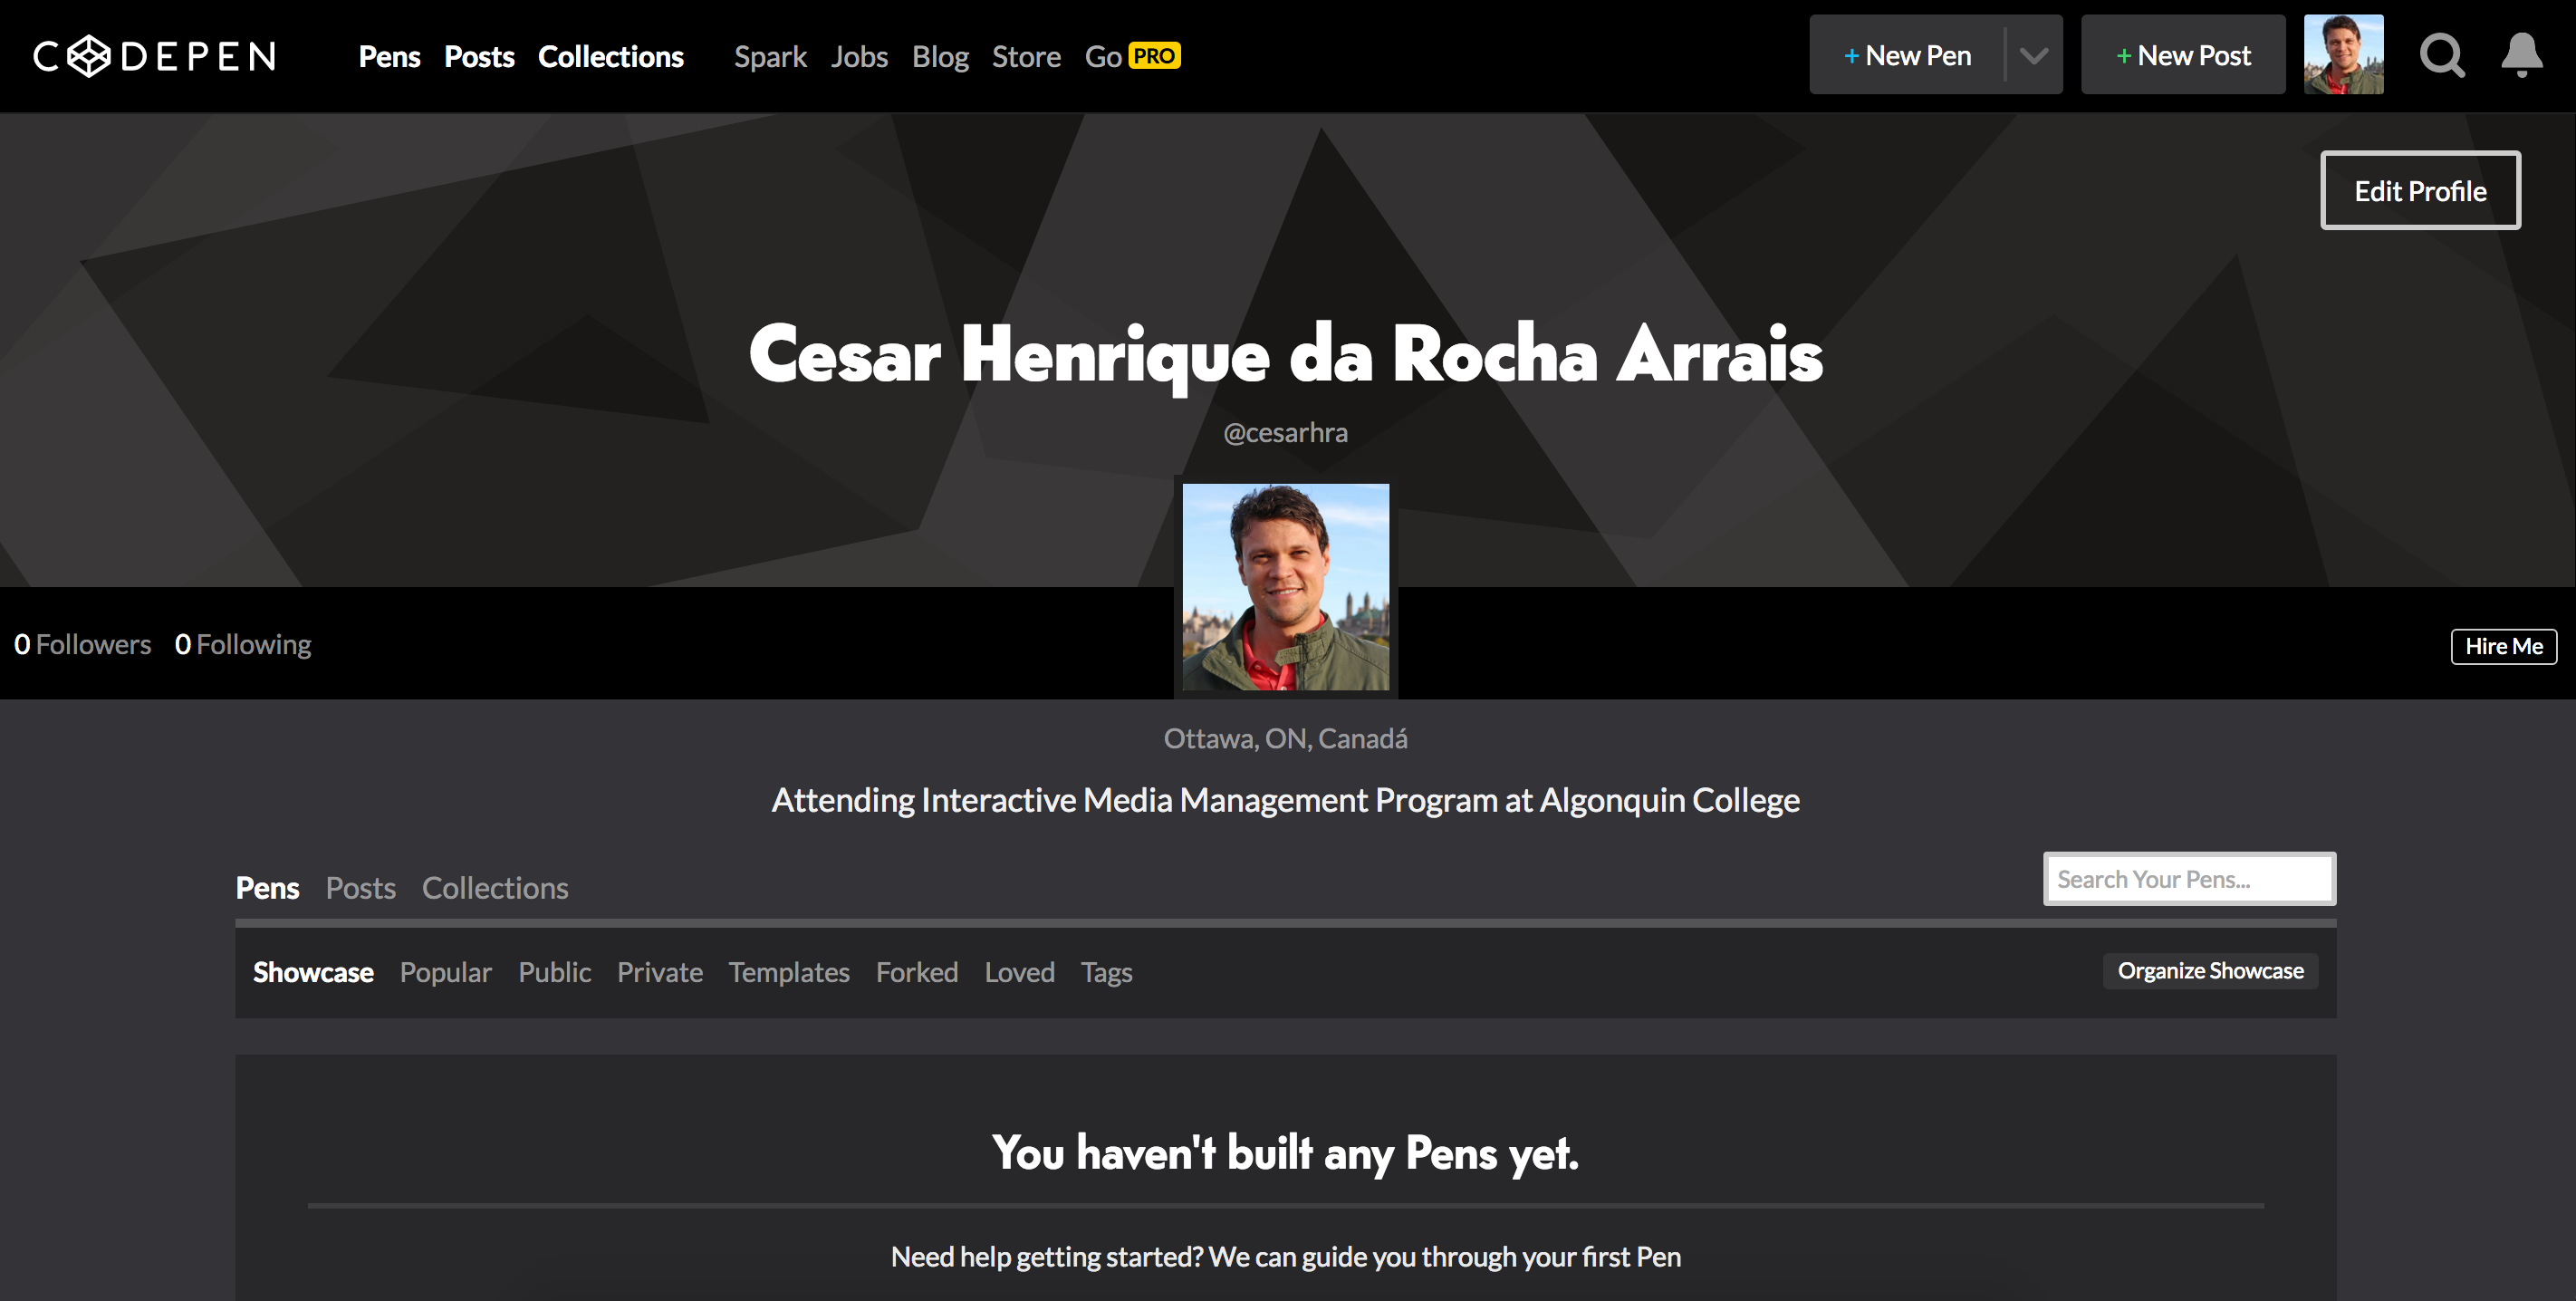 CODEPEN Pens Posts Collections Spark Jobs Blog Store Go PRO + New Pen + New Post
Edit Profile
Cesar Henrique da Rocha Arrais
@cesarhra
0 Followers 0 Following Hire Me
Ottawa, ON, Canadá
Attending Interactive Media Management Program at Algonquin College
Pens Posts Collections Search Your Pens...
Showcase Popular Public Private Templates Forked Loved Tags Organize Showcase
You haven't built any Pens yet.
Need help getting started? We can guide you through your first Pen